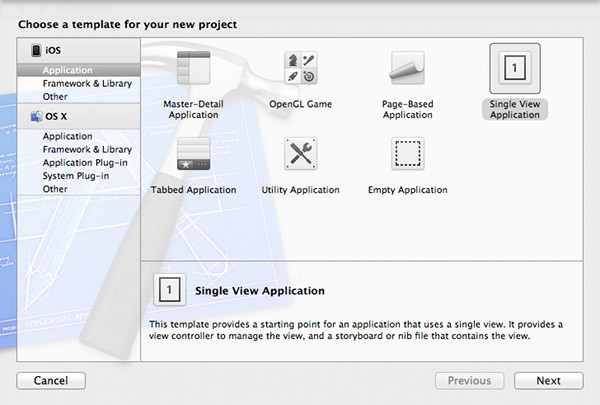 Choose a template for your new project
iOS
Application
Framework & Library
Other
OS X
Application
Framework & Library
Application Plug-in
System Plug-in
Other
Master-Detail
Application
OpenGL Game
Page-Based
Application
1
Single View
Application
Tabbed Application
Utility Application
Empty Application
1
Single View Application
This template provides a starting point for an application that uses a single view. It provides a
view controller to manage the view, and a storyboard or nib file that contains the view.
Cancel
Previous
Next